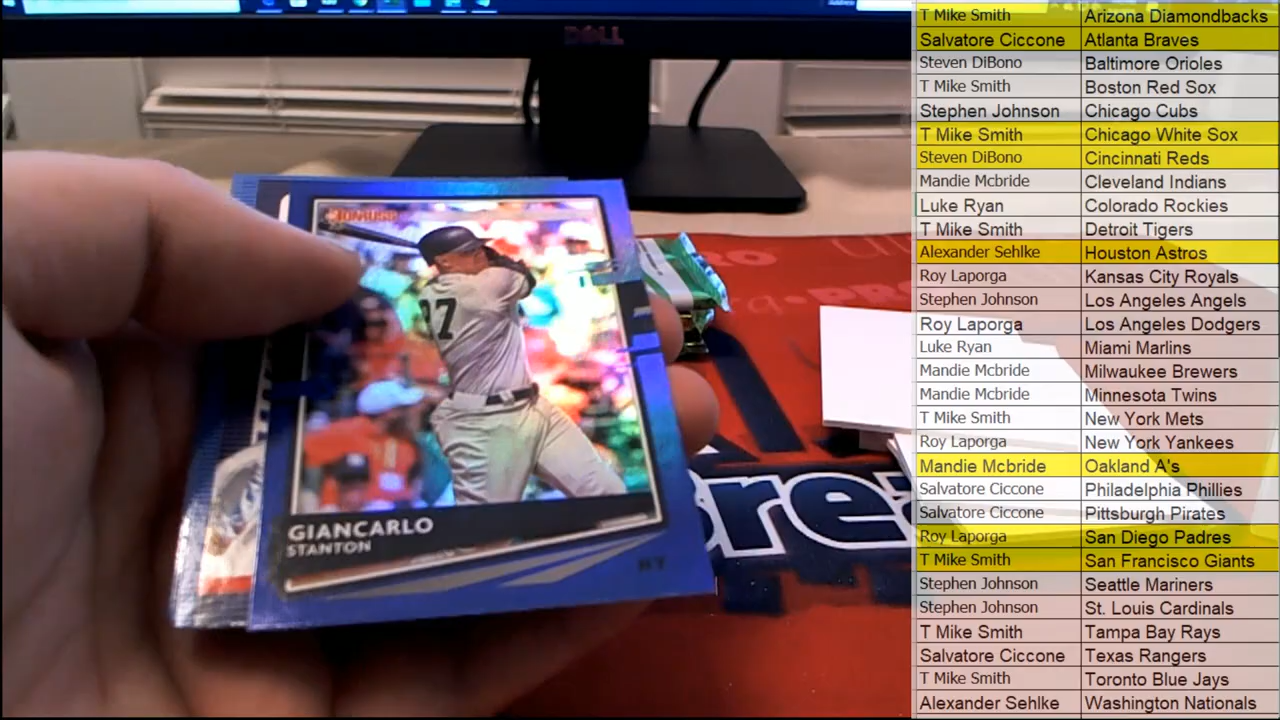 DELL
DONRUSS
27
GIANCARLO
STANTON
NY
Brea
PRO
T Mike Smith Arizona Diamondbacks
Salvatore Ciccone Atlanta Braves
Steven DiBono Baltimore Orioles
T Mike Smith Boston Red Sox
Stephen Johnson Chicago Cubs
T Mike Smith Chicago White Sox
Steven DiBono Cincinnati Reds
Mandie Mcbride Cleveland Indians
Luke Ryan Colorado Rockies
T Mike Smith Detroit Tigers
Alexander Sehlke Houston Astros
Roy Laporga Kansas City Royals
Stephen Johnson Los Angeles Angels
Roy Laporga Los Angeles Dodgers
Luke Ryan Miami Marlins
Mandie Mcbride Milwaukee Brewers
Mandie Mcbride Minnesota Twins
T Mike Smith New York Mets
Roy Laporga New York Yankees
Mandie Mcbride Oakland A's
Salvatore Ciccone Philadelphia Phillies
Salvatore Ciccone Pittsburgh Pirates
Roy Laporga San Diego Padres
T Mike Smith San Francisco Giants
Stephen Johnson Seattle Mariners
Stephen Johnson St. Louis Cardinals
T Mike Smith Tampa Bay Rays
Salvatore Ciccone Texas Rangers
T Mike Smith Toronto Blue Jays
Alexander Sehlke Washington Nationals